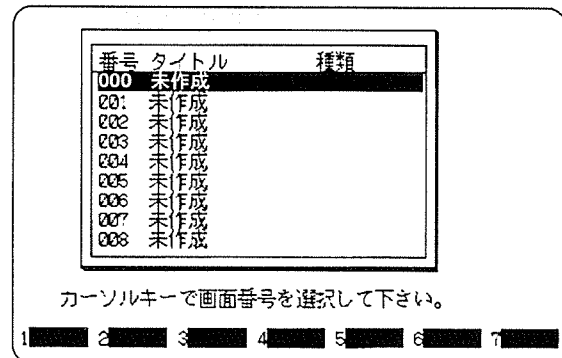 番号 タイトル 種類
000 未作成
001 未作成
002 未作成
003 未作成
004 未作成
005 未作成
006 未作成
007 未作成
008 未作成
カーソルキーで画面番号を選択して下さい。
1 2 3 4 5 6 7